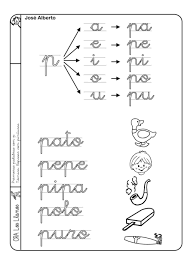 José Alberto
a pa
e pe
p i pi
o po
u pu
pato
pepe
pipa
polo
puro